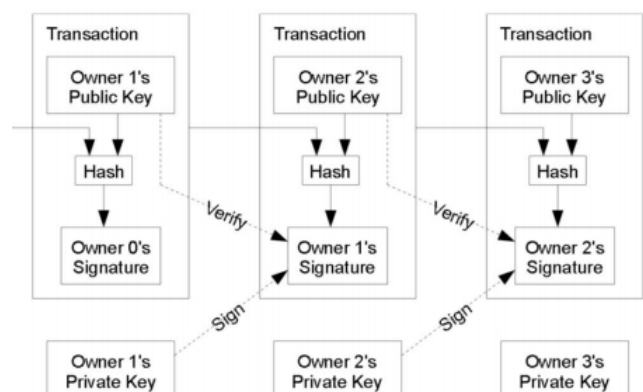 Transaction
Owner 1's
Public Key
Hash
Owner 0's
Signature
Transaction
Owner 2's
Public Key
Hash
Verify
Owner 1's
Signature
Transaction
Owner 3's
Public Key
Hash
Verify
Owner 2's
Signature
Sign
Sign
Owner 1's
Private Key
Owner 2's
Private Key
Owner 3's
Private Key